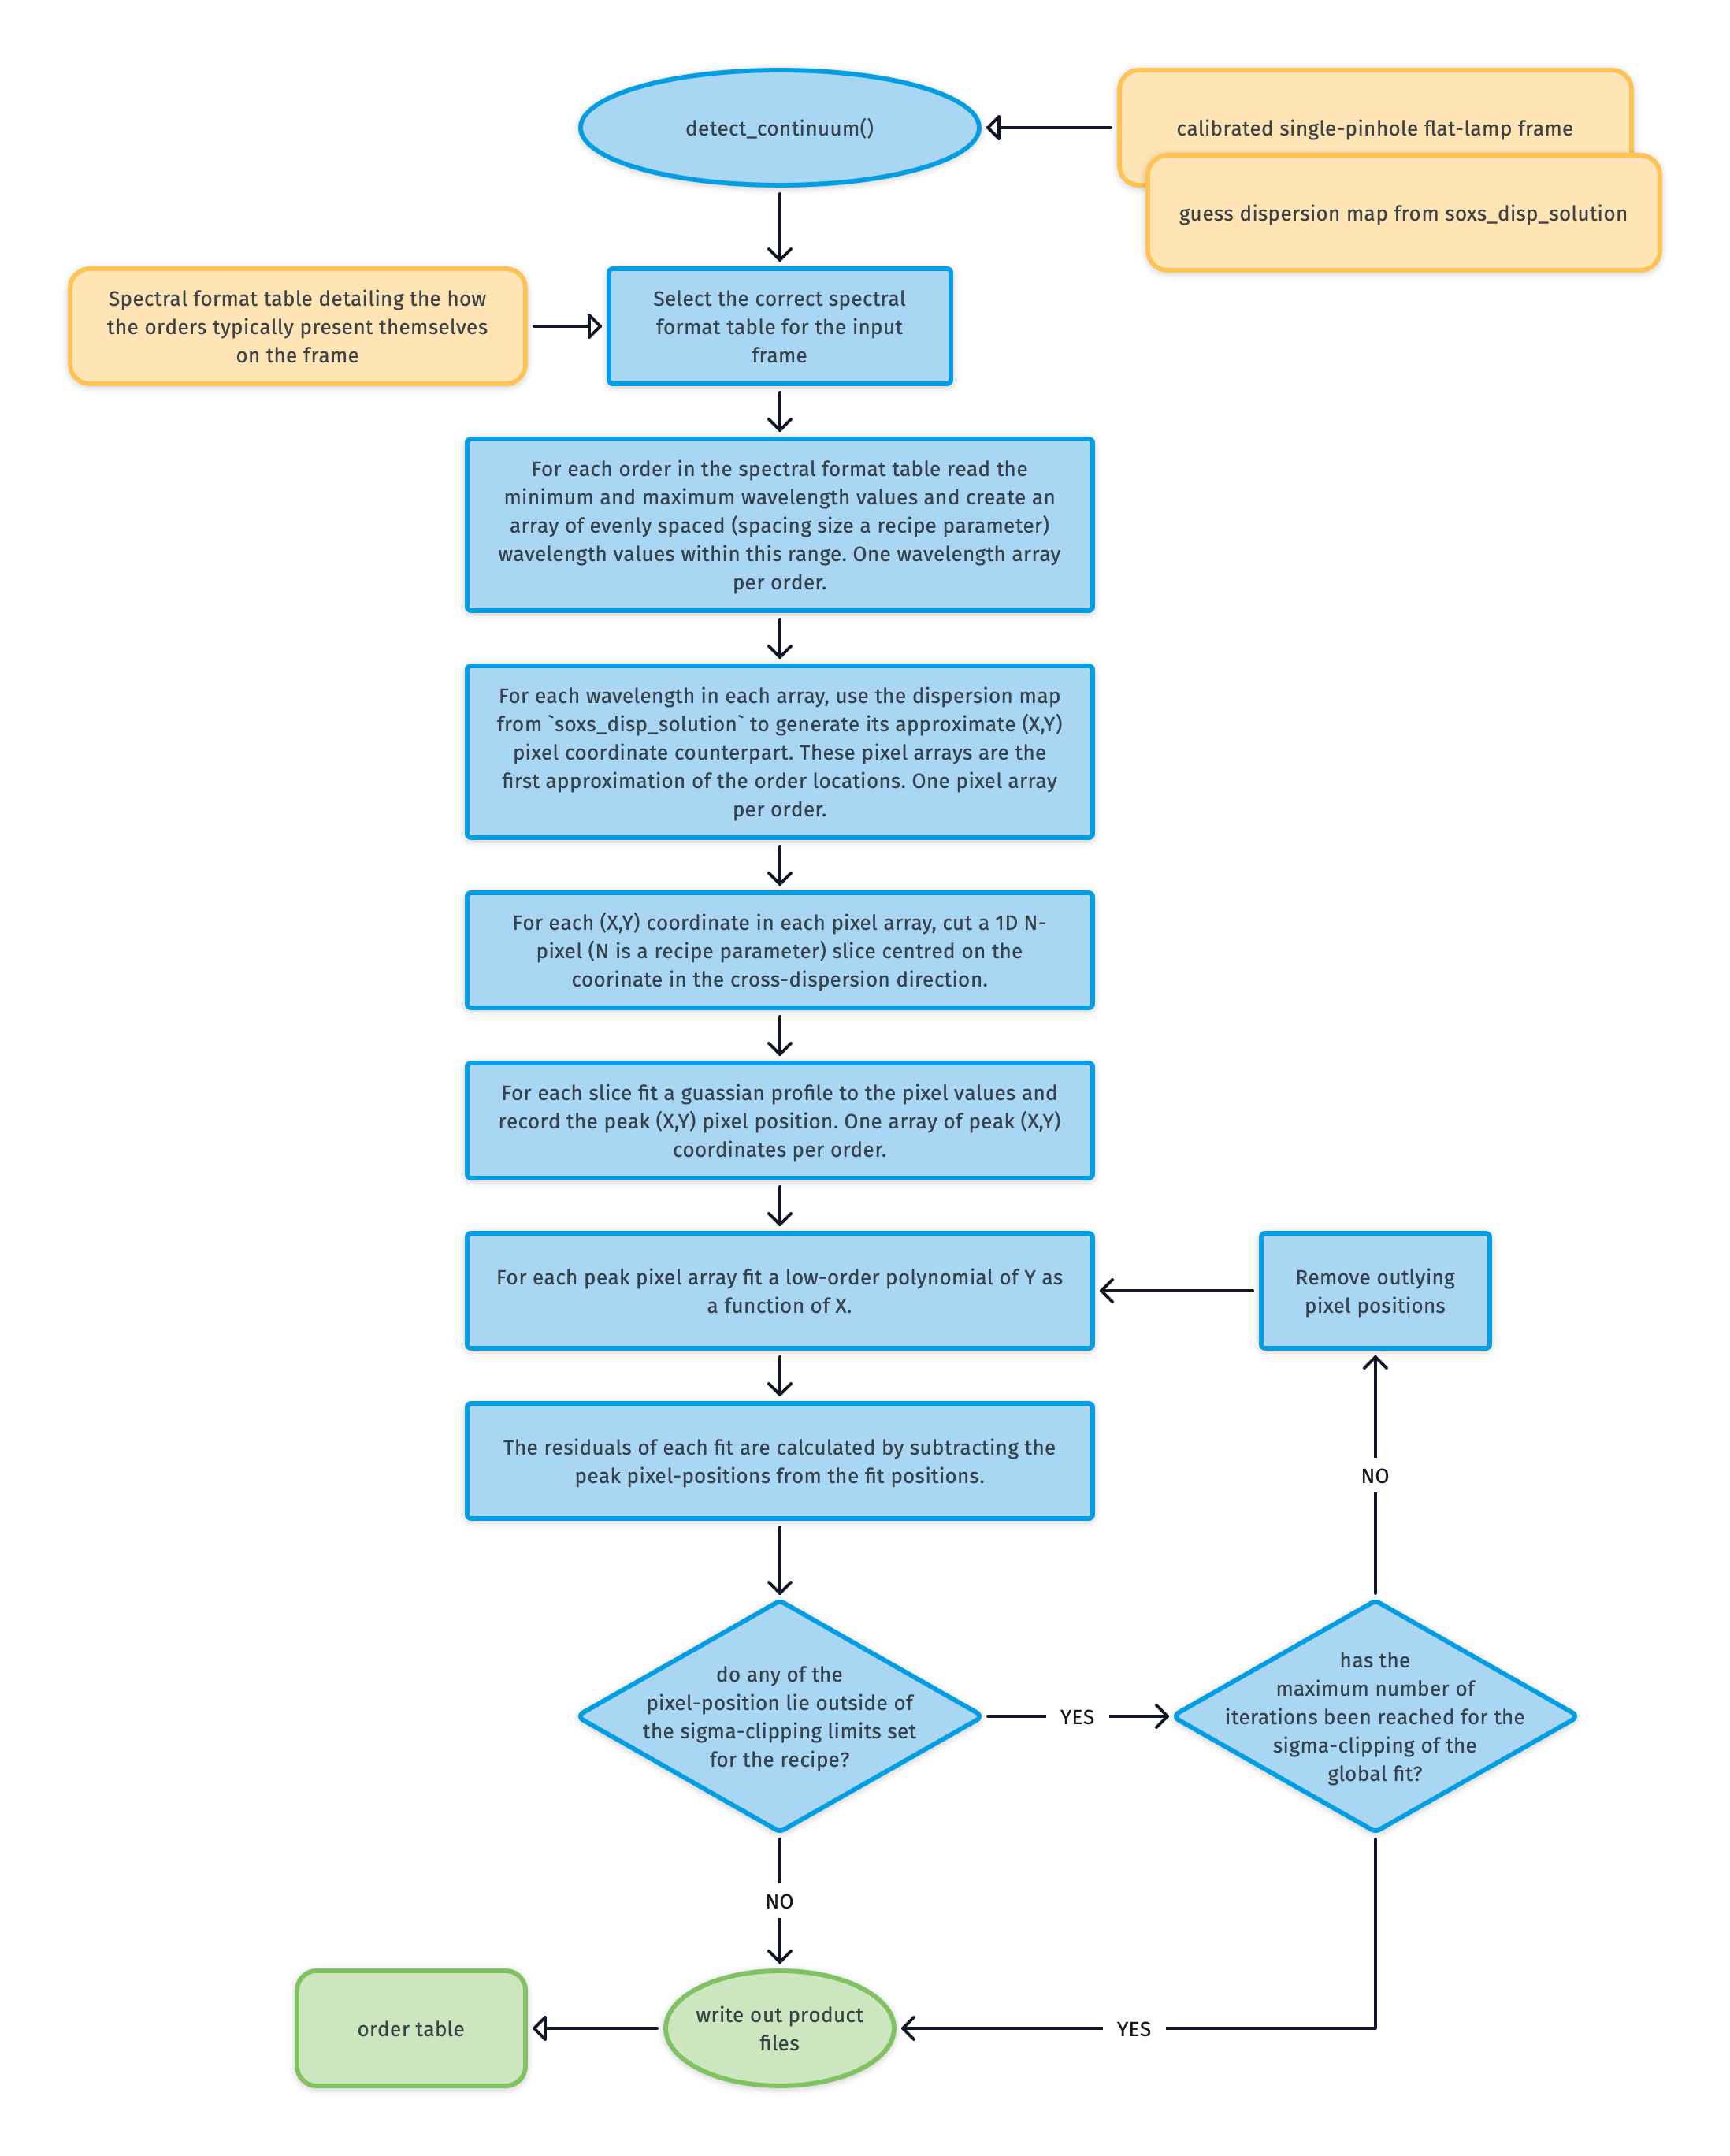 detect_continuum()
calibrated single-pinhole flat-lamp frame
guess dispersion map from soxs_disp_solution
Spectral format table detailing the how
the orders typically present themselves
on the frame
Select the correct spectral
format table for the input
frame
For each order in the spectral format table read the
minimum and maximum wavelength values and create an
array of evenly spaced (spacing size a recipe parameter)
wavelength values within this range. One wavelength array
per order.
For each wavelength in each array, use the dispersion map
from `soxs_disp_solution` to generate its approximate (X,Y)
pixel coordinate counterpart. These pixel arrays are the
first approximation of the order locations. One pixel array
per order.
For each (X,Y) coordinate in each pixel array, cut a 1D N-
pixel (N is a recipe parameter) slice centred on the
coorinate in the cross-dispersion direction.
For each slice fit a guassian profile to the pixel values and
record the peak (X,Y) pixel position. One array of peak (X,Y)
coordinates per order.
For each peak pixel array fit a low-order polynomial of Y as
a function of X.
Remove outlying
pixel positions
The residuals of each fit are calculated by subtracting the
peak pixel-positions from the fit positions.
NO
do any of the
pixel-position lie outside of
the sigma-clipping limits set
for the recipe?
YES
has the
maximum number of
iterations been reached for the
sigma-clipping of the
global fit?
NO
order table
write out product
files
YES